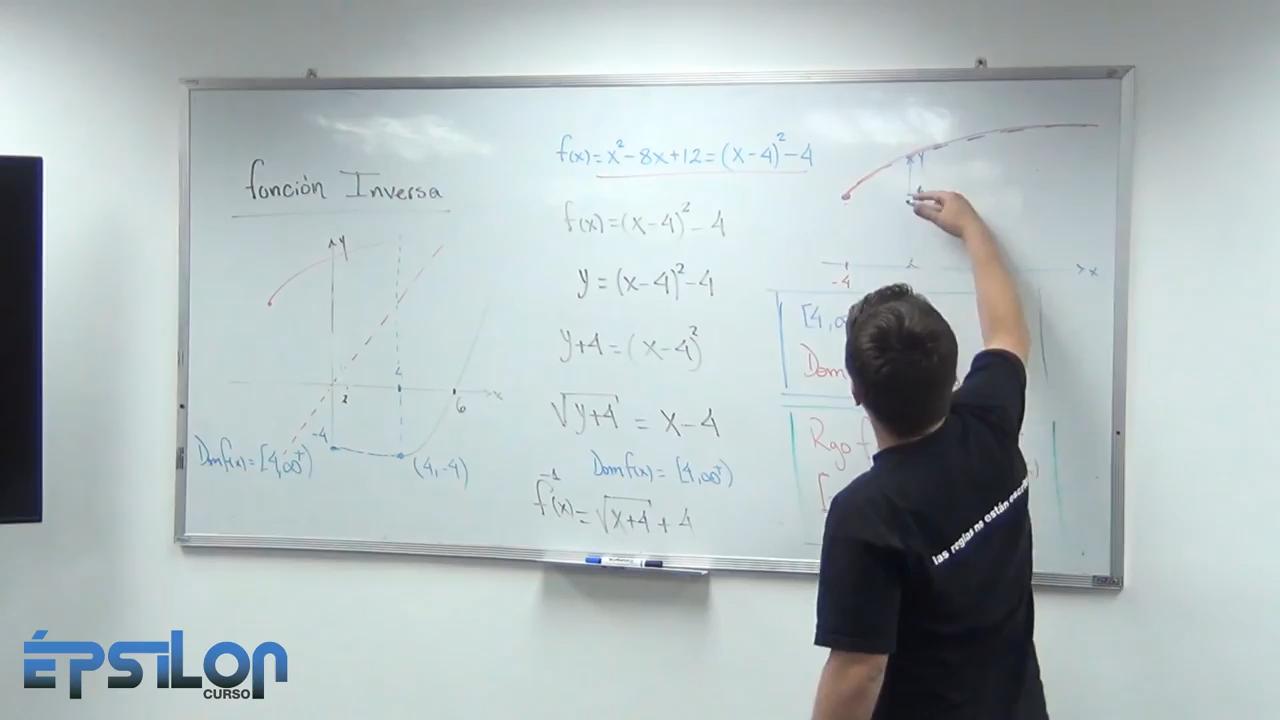 fonción Inversa
y
4
2
6
x
-4
Domf(x)=[4,∞⁺)
(4,-4)
f(x)=x²-8x+12=(x-4)²-4
f(x)=(x-4)²-4
y=(x-4)²-4
y+4=(x-4)²
√y+4 = x-4
Domf(x)=[4,∞⁺)
f⁻¹(x)=√x+4 + 4
y
-4
x
[4,∞
Dom
Rgo f
[
las reglas no están
ÉPSILON
CURSO